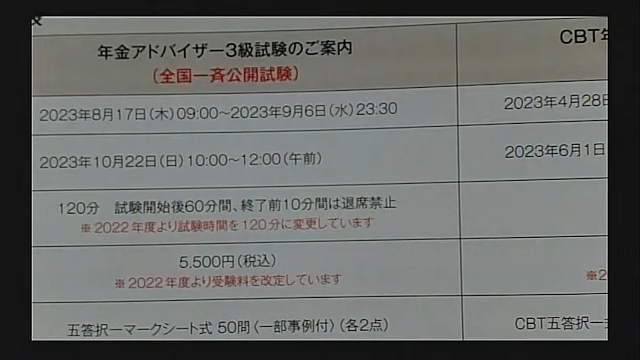 年金アドバイザー3級試験のご案内
(全国一斉公開試験)
CBT年
2023年8月17日(木)09:00〜2023年9月6日(水)23:30
2023年4月28日
2023年10月22日(日)10:00〜12:00(午前)
2023年6月1日
120分 試験開始後60分間、終了前10分間は退席禁止
※2022年度より試験時間を120分に変更しています
5,500円(税込)
※2022年度より受験料を改定しています
※2
五答択一マークシート式 50問(一部事例付)(各2点)
CBT五答択一